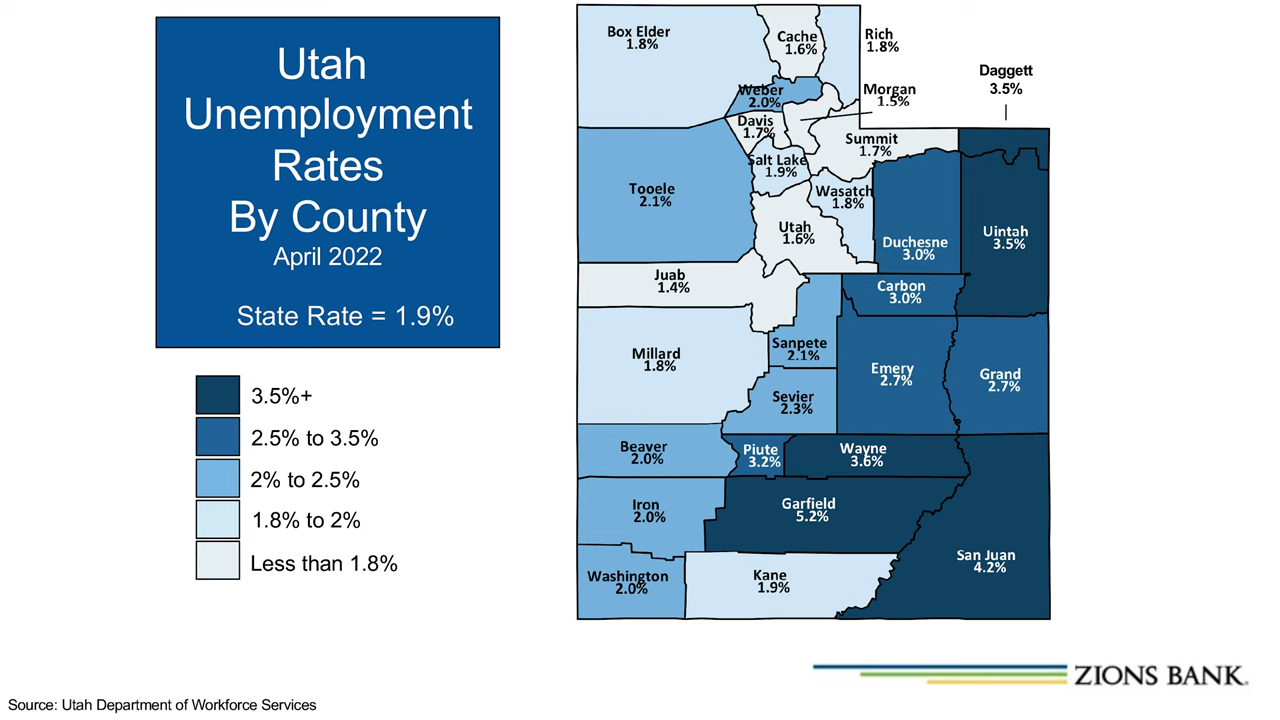 Utah
Unemployment
Rates
By County
April 2022
State Rate = 1.9%
3.5%+
2.5% to 3.5%
2% to 2.5%
1.8% to 2%
Less than 1.8%
Box Elder
1.8%
Cache
1.6%
Rich
1.8%
Daggett
3.5%
Weber
2.0%
Morgan
1.5%
Davis
1.7%
Summit
1.7%
Salt Lake
1.9%
Tooele
2.1%
Wasatch
1.8%
Utah
1.6%
Duchesne
3.0%
Uintah
3.5%
Juab
1.4%
Carbon
3.0%
Millard
1.8%
Sanpete
2.1%
Emery
2.7%
Grand
2.7%
Sevier
2.3%
Beaver
2.0%
Piute
3.2%
Wayne
3.6%
Iron
2.0%
Garfield
5.2%
San Juan
4.2%
Washington
2.0%
Kane
1.9%
ZIONS BANK.
Source: Utah Department of Workforce Services